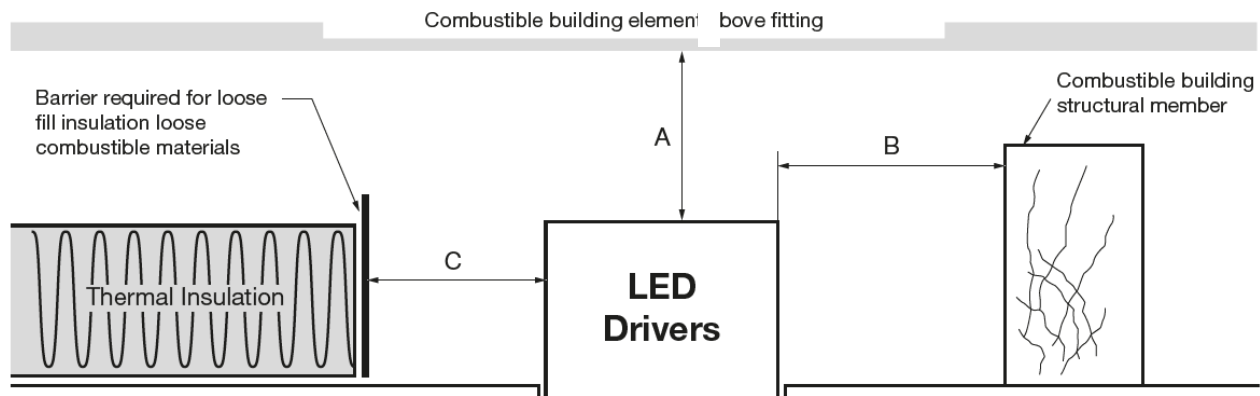 Combustible building element bove fitting
Barrier required for loose
fill insulation loose
combustible materials
Combustible building
structural member
A
B
C
Thermal Insulation
LED
Drivers